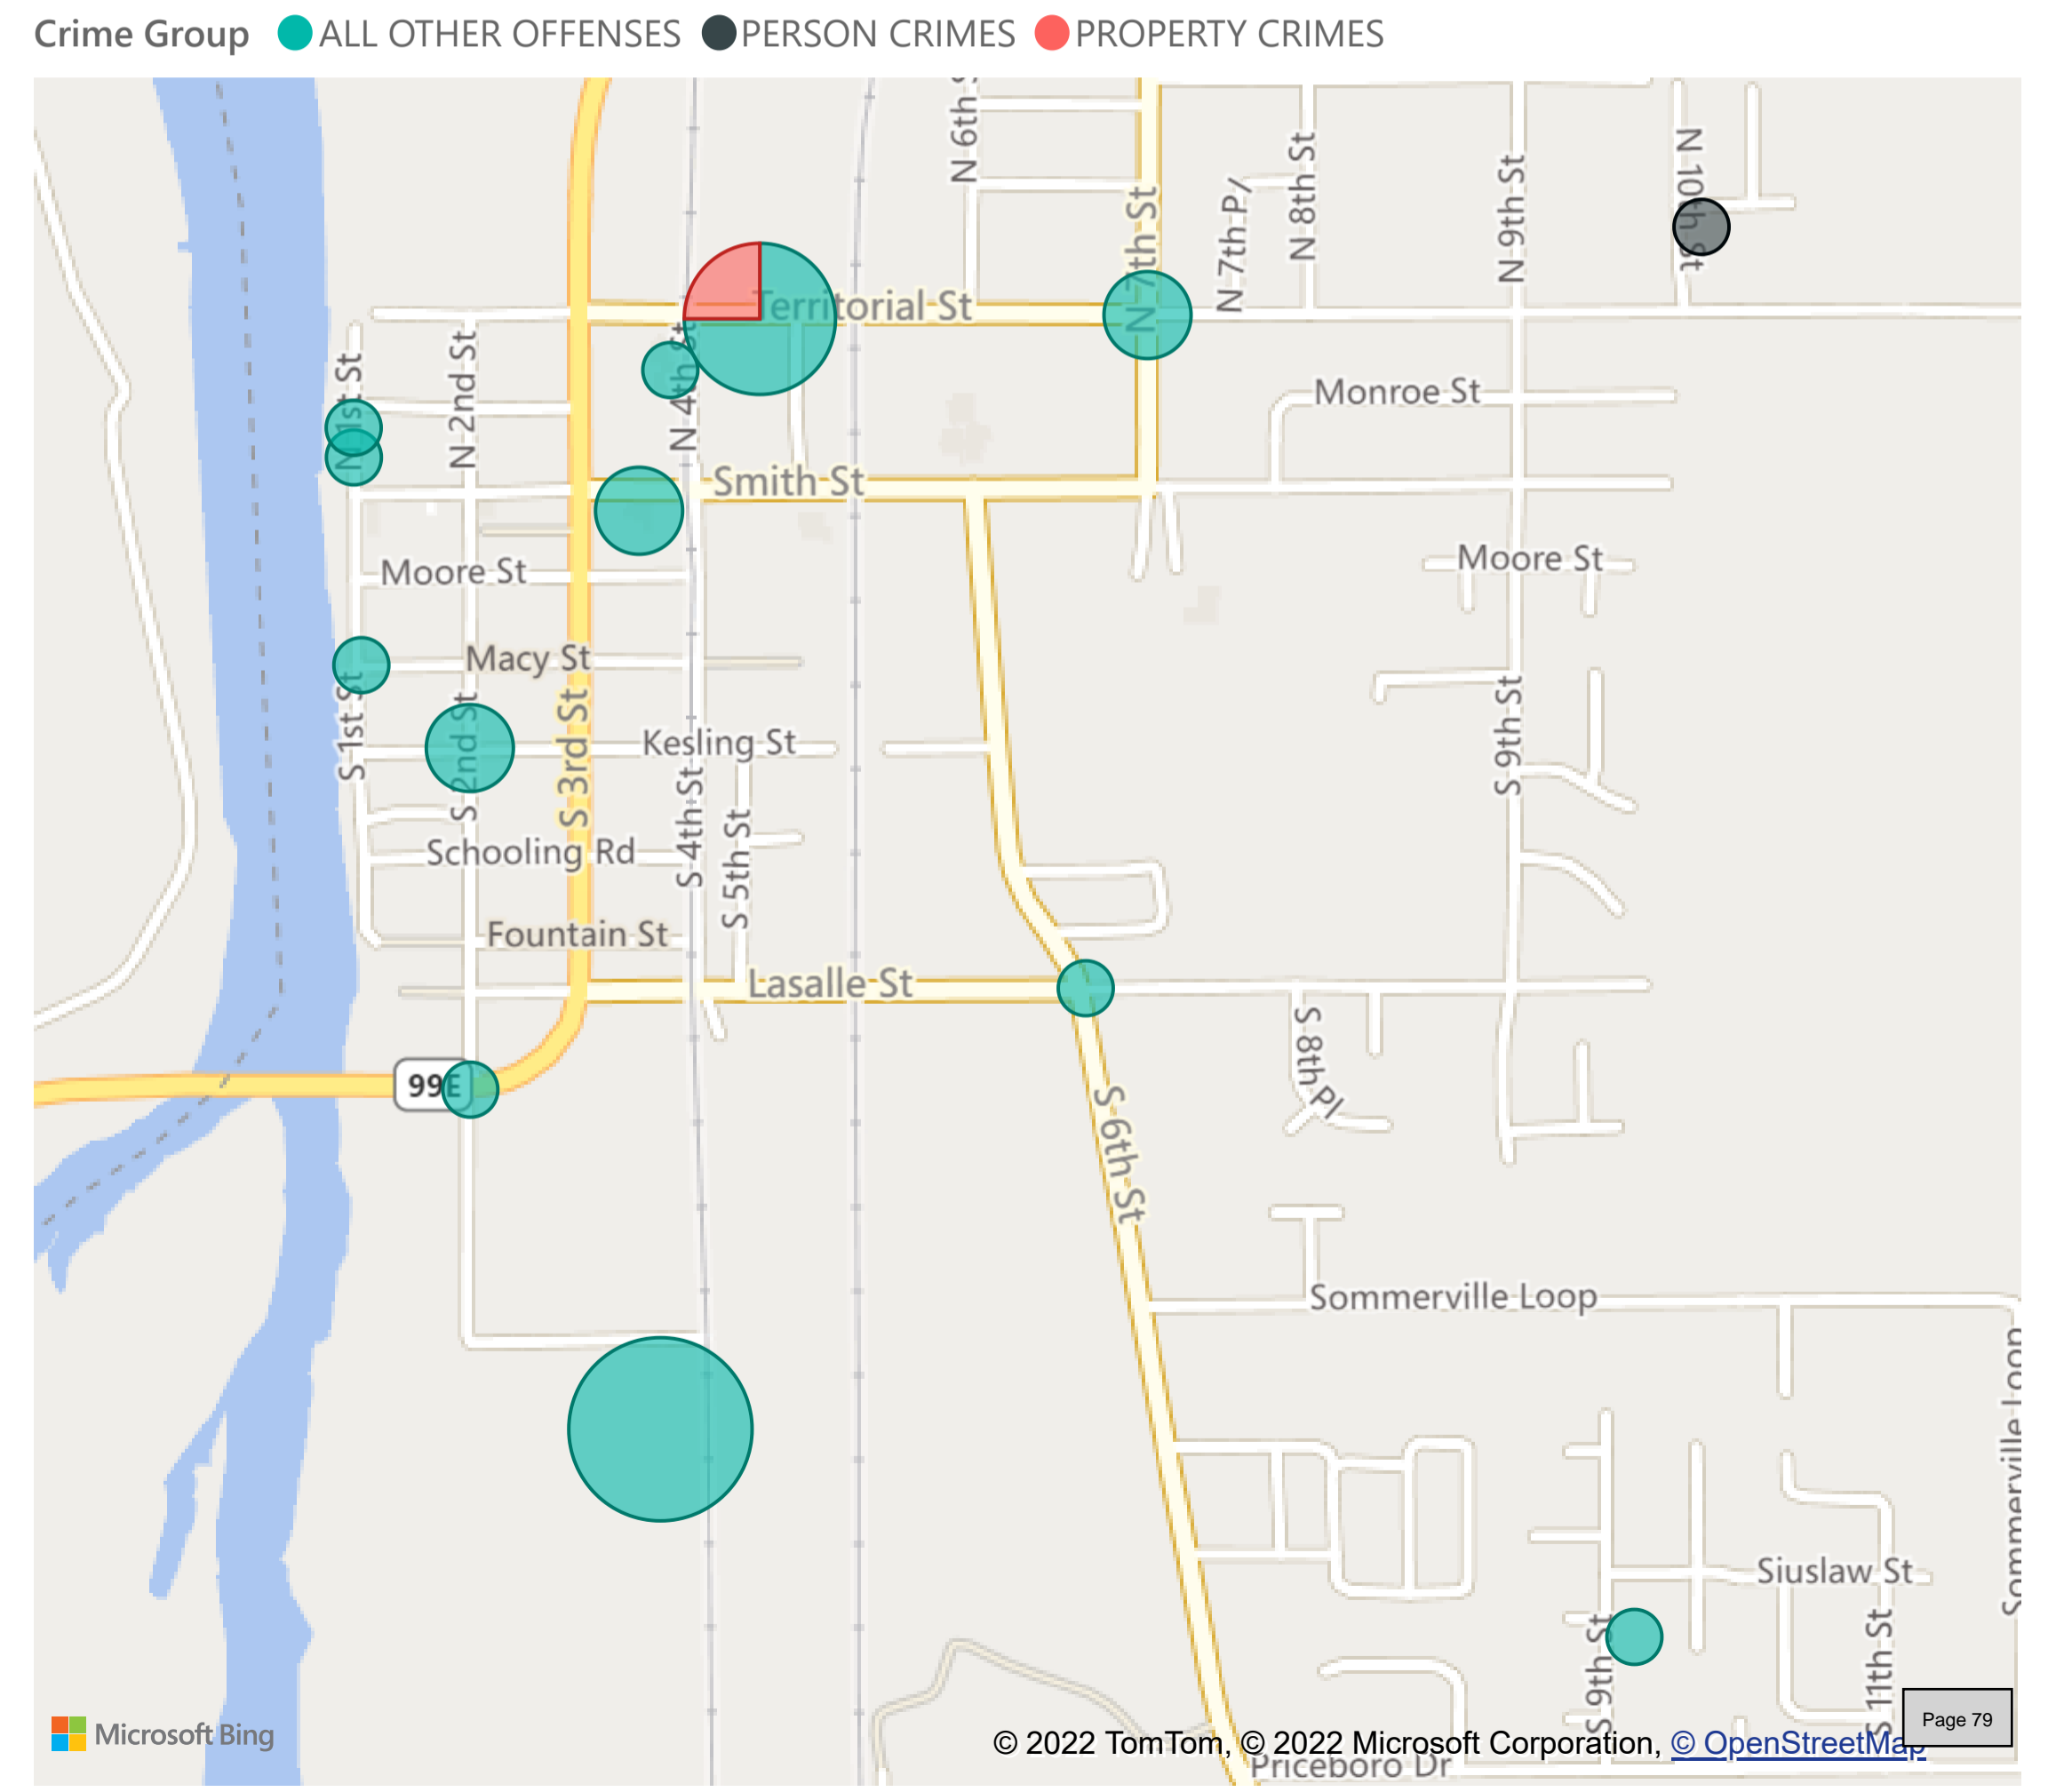 Crime Group ALL OTHER OFFENSES PERSON CRIMES PROPERTY CRIMES
N 6th S
N 10th St
N 8th St
N 9th St
N 7th Pl
N 7th St
Territorial St
N 1st St
N 2nd St
N 4th St
Monroe St
Smith St
Moore St
Moore St
Macy St
S 1st St
S 2nd St
S 3rd St
Kesling St
S 9th St
S 4th St
S 5th St
Schooling Rd
Fountain St
Lasalle St
S 8th Pl
99E
S 6th St
Sommerville Loop
Sommerville Loop
Siuslaw St
S 9th St
S 11th St
Page 79
Microsoft Bing
© 2022 TomTom, © 2022 Microsoft Corporation, © OpenStreetMap
Priceboro Dr